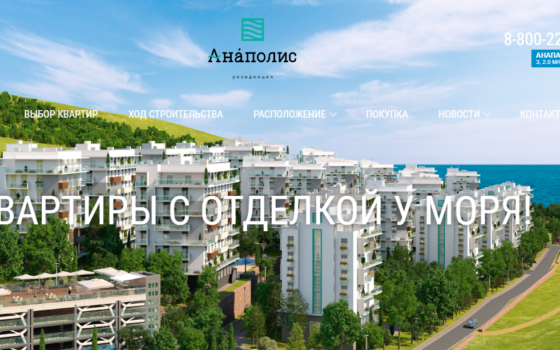 Ана́полис
резиденции
8-800-22
АНАПА
3, 2.0 М
ВЫБОР КВАРТИР ХОД СТРОИТЕЛЬСТВА РАСПОЛОЖЕНИЕ ПОКУПКА НОВОСТИ КОНТАКТ
ВАРТИРЫ С ОТДЕЛКОЙ У МОРЯ!